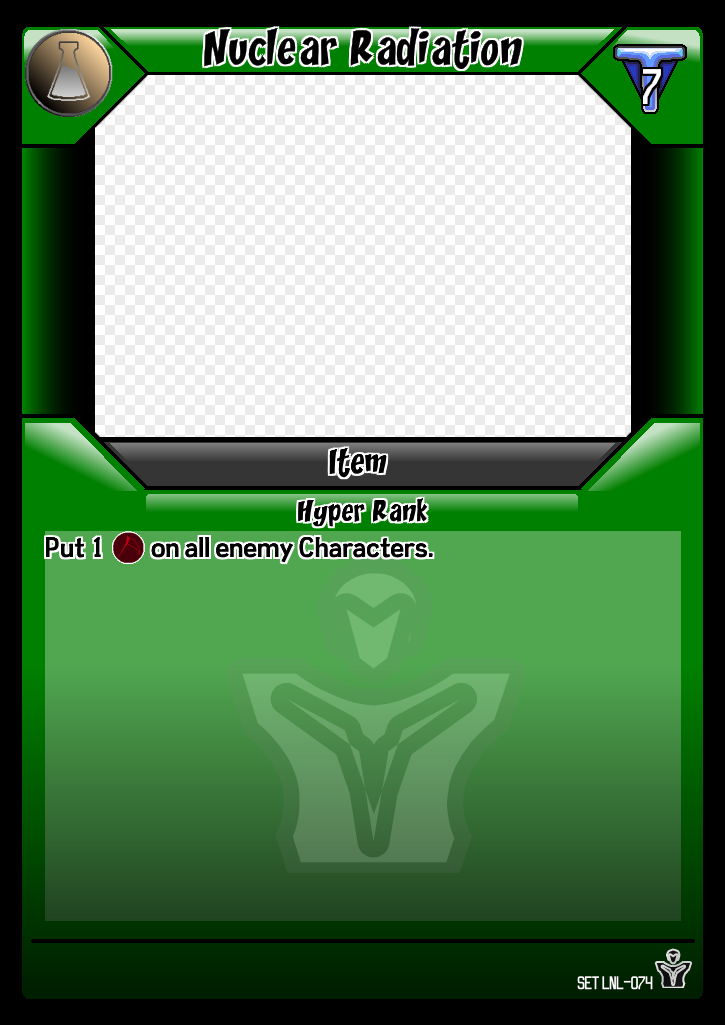 Nuclear Radiation
7
Item
Hyper Rank
Put 1 on all enemy Characters.
SET LNL-074